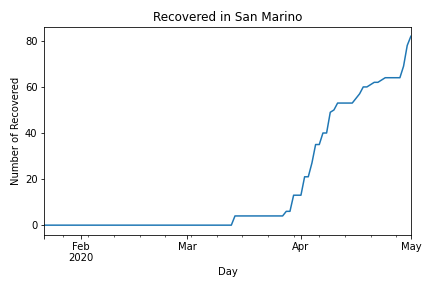 Recovered in San Marino
Number of Recovered
80
60
40
20
0
Feb
2020
Mar
Apr
May
Day